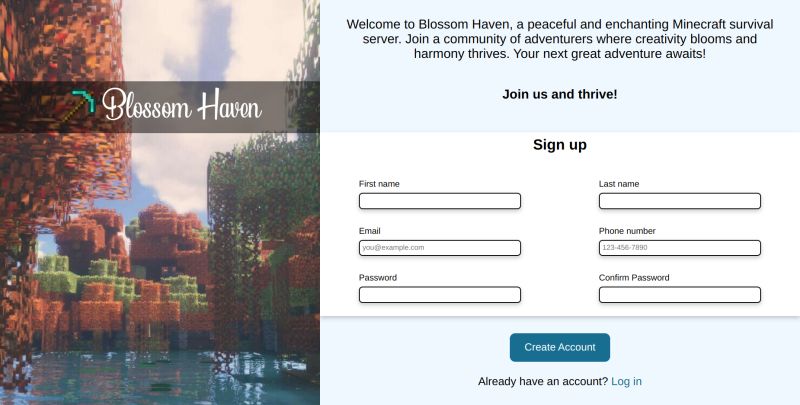 Blossom Haven
Welcome to Blossom Haven, a peaceful and enchanting Minecraft survival
server. Join a community of adventurers where creativity blooms and
harmony thrives. Your next great adventure awaits!
Join us and thrive!
Sign up
First name
Last name
Email
Phone number
you@example.com
123-456-7890
Password
Confirm Password
Create Account
Already have an account? Log in